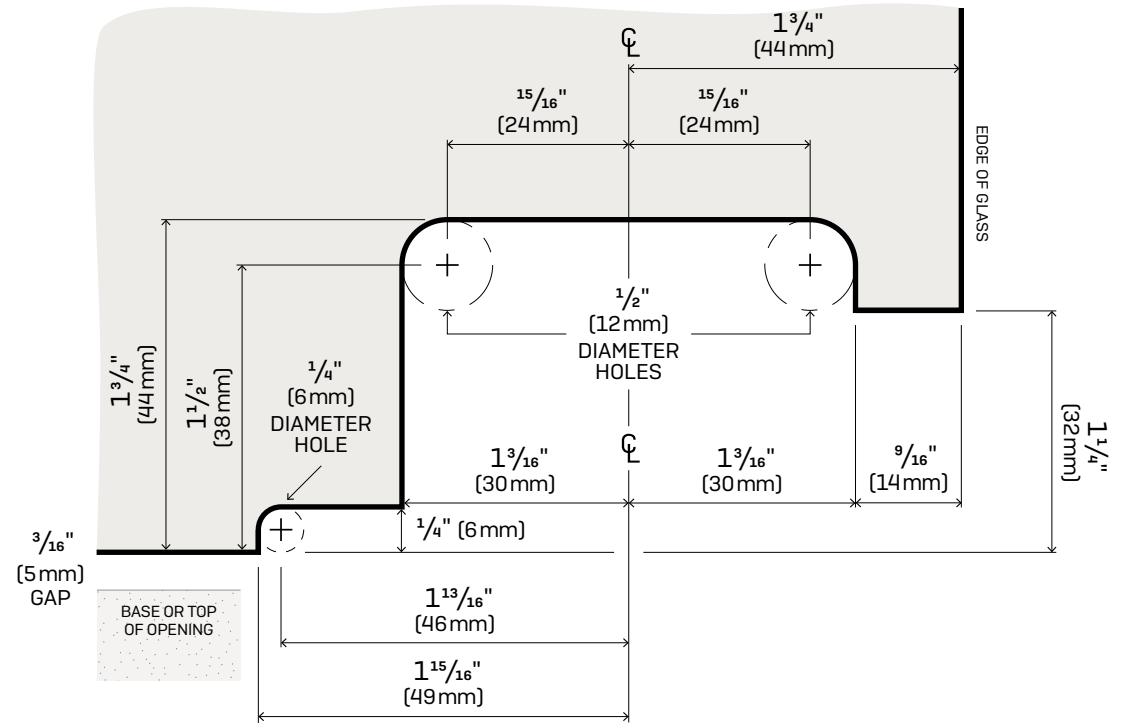 ℄
1³⁄₄"
(44mm)
¹⁵⁄₁₆"
(24mm)
¹⁵⁄₁₆"
(24mm)
EDGE OF GLASS
¹⁄₂"
(12mm)
DIAMETER
HOLES
1³⁄₄"
(44mm)
1¹⁄₂"
(38mm)
¹⁄₄"
(6mm)
DIAMETER
HOLE
℄
1³⁄₁₆"
(30mm)
1³⁄₁₆"
(30mm)
⁹⁄₁₆"
(14mm)
1¹⁄₄"
(32mm)
¹⁄₄" (6mm)
³⁄₁₆"
(5mm)
GAP
BASE OR TOP
OF OPENING
1¹³⁄₁₆"
(46mm)
1¹⁵⁄₁₆"
(49mm)